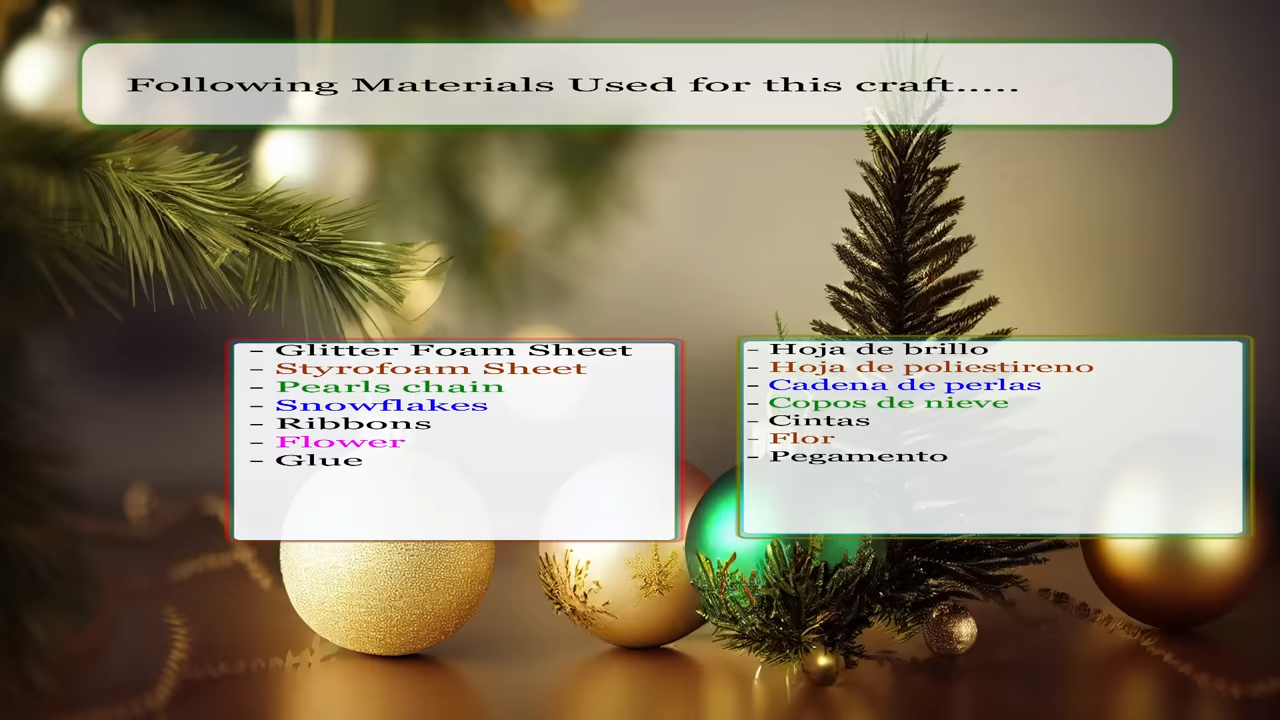 Following Materials Used for this craft.....
- Glitter Foam Sheet
- Styrofoam Sheet
- Pearls chain
- Snowflakes
- Ribbons
- Flower
- Glue
- Hoja de brillo
- Hoja de poliestireno
- Cadena de perlas
- Copos de nieve
- Cintas
- Flor
- Pegamento